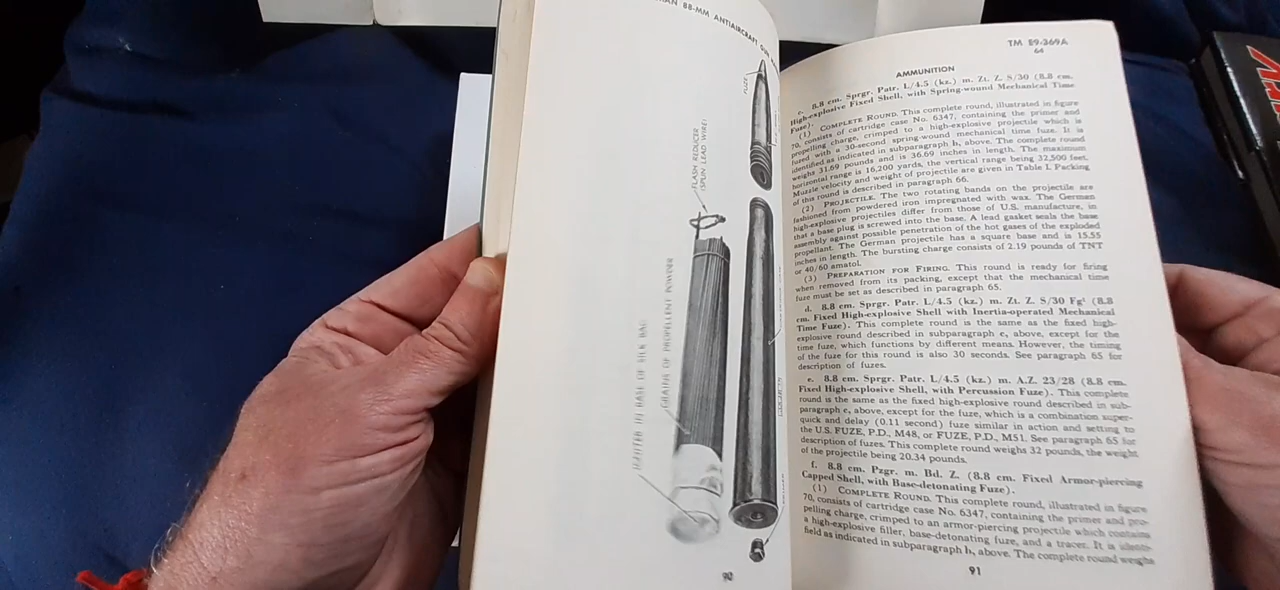 88-MM ANTIAIRCRAFT GUN
FUZE
FLASH REDUCER
(SPUN LEAD WIRE)
GRAINS OF PROPELLENT POWDER
IGNITER IN BASE OF SILK BAG
90
TM E9-369A
64
AMMUNITION
c. 8.8 cm. Sprgr. Patr. L/4.5 (kz.) m. Zt. Z. S/30 (8.8 cm.
High-explosive Fixed Shell, with Spring-wound Mechanical Time
Fuze).
(1) COMPLETE ROUND. This complete round, illustrated in figure
70, consists of cartridge case No. 6347, containing the primer and
propelling charge, crimped to a high-explosive projectile which is
fuzed with a 30-second spring-wound mechanical time fuze. It is
identified as indicated in subparagraph h, above. The complete round
weighs 31.69 pounds and is 36.69 inches in length. The maximum
horizontal range is 16,200 yards, the vertical range being 32,500 feet.
Muzzle velocity and weight of projectile are given in Table I. Packing
of this round is described in paragraph 66.
(2) PROJECTILE. The two rotating bands on the projectile are
fashioned from powdered iron impregnated with wax. The German
high-explosive projectiles differ from those of U.S. manufacture, in
that a base plug is screwed into the base. A lead gasket seals the base
assembly against possible penetration of the hot gases of the exploded
propellant. The German projectile has a square base and is 15.55
inches in length. The bursting charge consists of 2.19 pounds of TNT
or 40/60 amatol.
(3) PREPARATION FOR FIRING. This round is ready for firing
when removed from its packing, except that the mechanical time
fuze must be set as described in paragraph 65.
d. 8.8 cm. Sprgr. Patr. L/4.5 (kz.) m. Zt. Z. S/30 Fg¹ (8.8
cm. Fixed High-explosive Shell with Inertia-operated Mechanical
Time Fuze). This complete round is the same as the fixed high-
explosive round described in subparagraph c, above, except for the
time fuze, which functions by different means. However, the timing
of the fuze for this round is also 30 seconds. See paragraph 65 for
description of fuzes.
e. 8.8 cm. Sprgr. Patr. L/4.5 (kz.) m. A.Z. 23/28 (8.8 cm.
Fixed High-explosive Shell, with Percussion Fuze). This complete
round is the same as the fixed high-explosive round described in sub-
paragraph c, above, except for the fuze, which is a combination super-
quick and delay (0.11 second) fuze similar in action and setting to
the U.S. FUZE, P.D., M48, or FUZE, P.D., M51. See paragraph 65 for
description of fuzes. This complete round weighs 32 pounds, the weight
of the projectile being 20.34 pounds.
f. 8.8 cm. Pzgr. m. Bd. Z. (8.8 cm. Fixed Armor-piercing
Capped Shell, with Base-detonating Fuze).
(1) COMPLETE ROUND. This complete round, illustrated in figure
70, consists of cartridge case No. 6347, containing the primer and pro-
pelling charge, crimped to an armor-piercing projectile which contains
a high-explosive filler, base-detonating fuze, and a tracer. It is identi-
field as indicated in subparagraph h, above. The complete round weighs
91